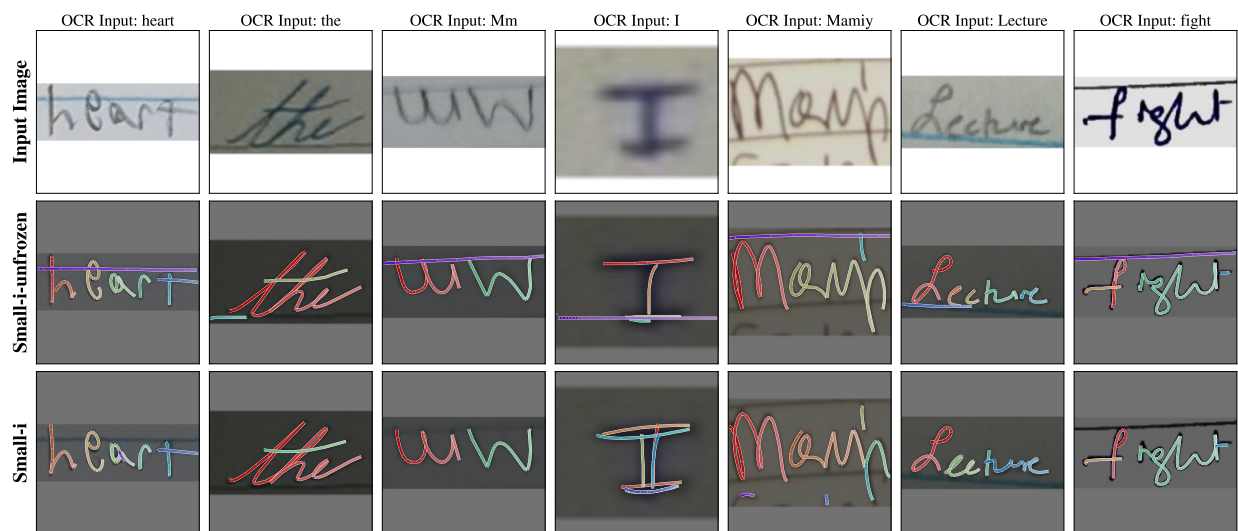 OCR Input: heart OCR Input: the OCR Input: Mm OCR Input: I OCR Input: Mamiy OCR Input: Lecture OCR Input: fight
Input Image heart the I Lecture fight
Small-i-unfrozen heart the I Lecture fight
Small-i heart the I Lecture fight